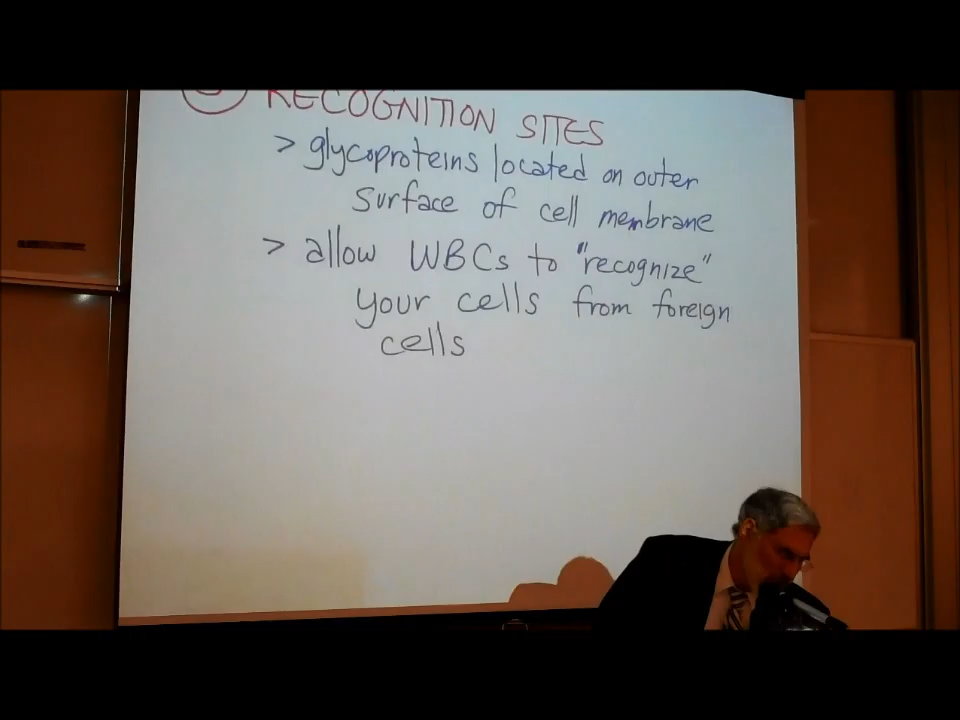 RECOGNITION SITES
> glycoproteins located on outer
surface of cell membrane
> allow WBCs to "recognize"
your cells from foreign
cells